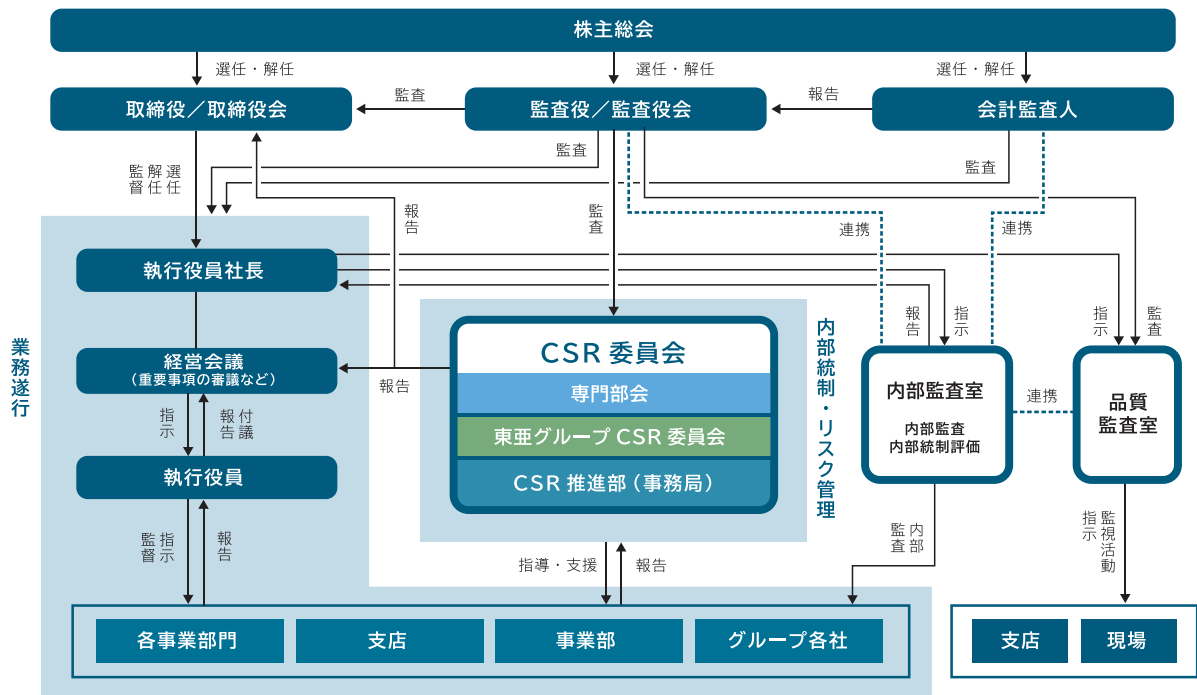 株主総会
選任・解任
選任・解任
選任・解任
取締役／取締役会
監査
監査役／監査役会
報告
会計監査人
選任
解任
監督
監査
監査
報告
監査
連携
連携
執行役員社長
業務遂行
経営会議
（重要事項の審議など）
報告
指示
付議
報告
執行役員
指示
監督
報告
CSR 委員会
専門部会
東亜グループ CSR 委員会
CSR 推進部（事務局）
内部統制・リスク管理
報告
指示
指示
監査
内部監査室
内部監査
内部統制評価
連携
品質
監査室
指導・支援
報告
内部
監査
監視活動
指示
各事業部門
支店
事業部
グループ各社
支店
現場